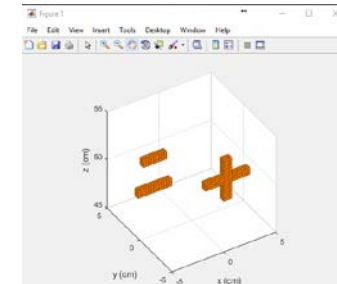 Figure 1
File Edit View Insert Tools Desktop Window Help
55
50
45
z (cm)
5
0
-5
y (cm)
-5
0
5
x (cm)